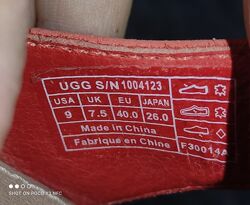 UGG S/N 1004123
USA UK EU JAPAN
9 7.5 40.0 26.0
Made in China
Fabriqué en Chine
F30014A
SHOT ON POCO X3 NFC